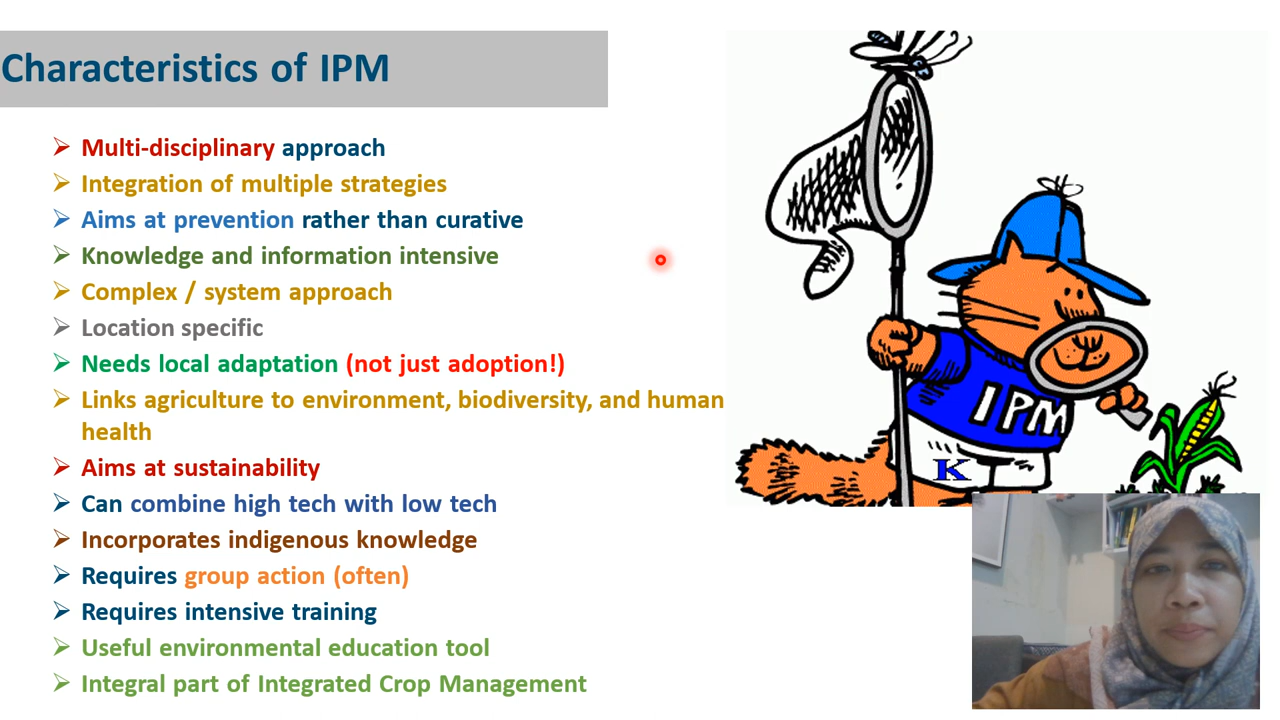 Characteristics of IPM
Multi-disciplinary approach
Integration of multiple strategies
Aims at prevention rather than curative
Knowledge and information intensive
Complex / system approach
Location specific
Needs local adaptation (not just adoption!)
Links agriculture to environment, biodiversity, and human
health
Aims at sustainability
Can combine high tech with low tech
Incorporates indigenous knowledge
Requires group action (often)
Requires intensive training
Useful environmental education tool
Integral part of Integrated Crop Management
IPM
K